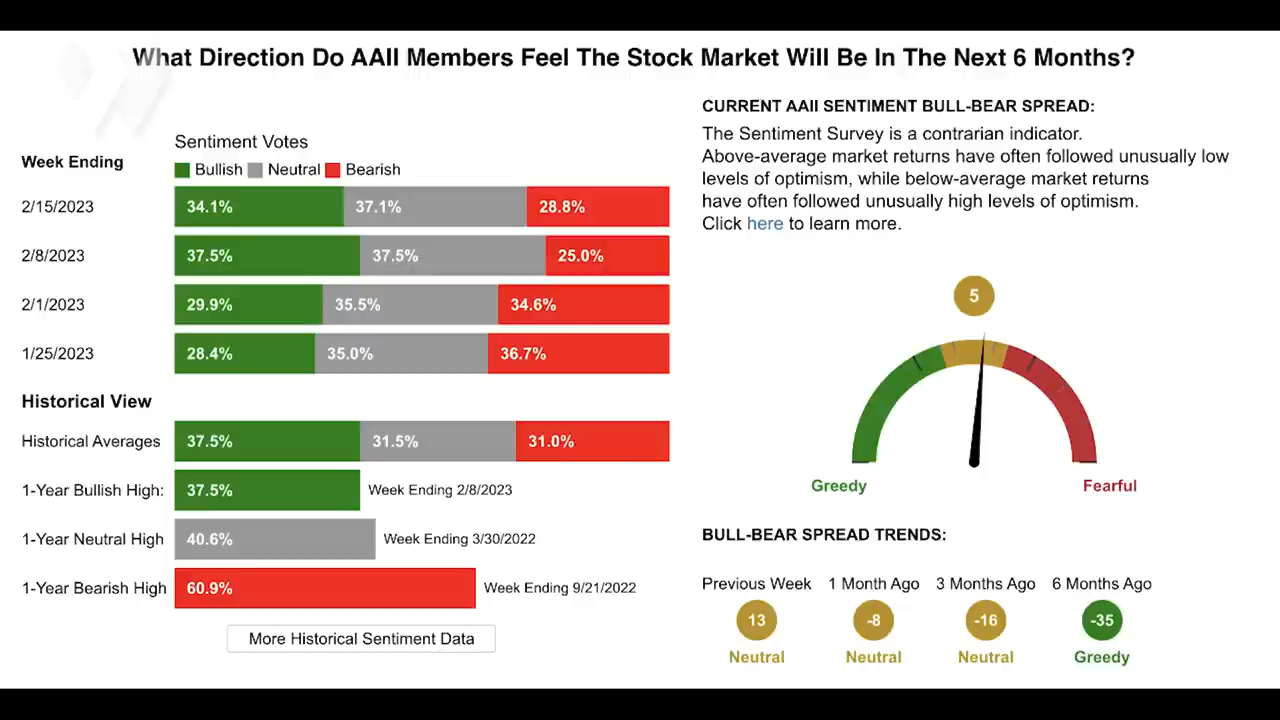 What Direction Do AAII Members Feel The Stock Market Will Be In The Next 6 Months?
Sentiment Votes
Week Ending
Bullish Neutral Bearish
2/15/2023 34.1% 37.1% 28.8%
2/8/2023 37.5% 37.5% 25.0%
2/1/2023 29.9% 35.5% 34.6%
1/25/2023 28.4% 35.0% 36.7%
Historical View
Historical Averages 37.5% 31.5% 31.0%
1-Year Bullish High: 37.5% Week Ending 2/8/2023
1-Year Neutral High 40.6% Week Ending 3/30/2022
1-Year Bearish High 60.9% Week Ending 9/21/2022
More Historical Sentiment Data
CURRENT AAII SENTIMENT BULL-BEAR SPREAD:
The Sentiment Survey is a contrarian indicator.
Above-average market returns have often followed unusually low
levels of optimism, while below-average market returns
have often followed unusually high levels of optimism.
Click here to learn more.
5
Greedy Fearful
BULL-BEAR SPREAD TRENDS:
Previous Week 1 Month Ago 3 Months Ago 6 Months Ago
13 -8 -16 -35
Neutral Neutral Neutral Greedy